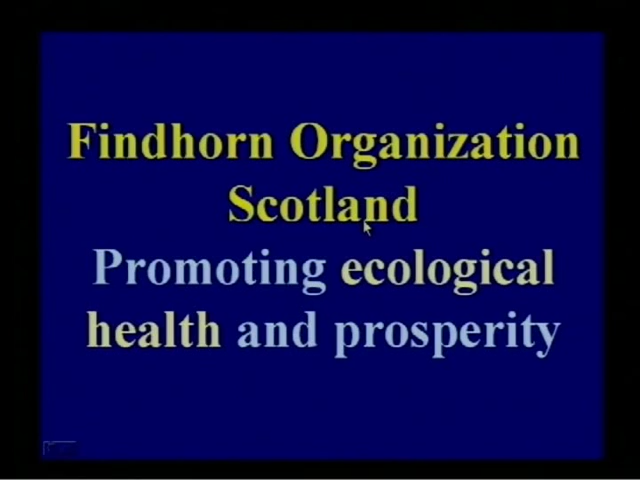 Findhorn Organization
Scotland
Promoting ecological
health and prosperity